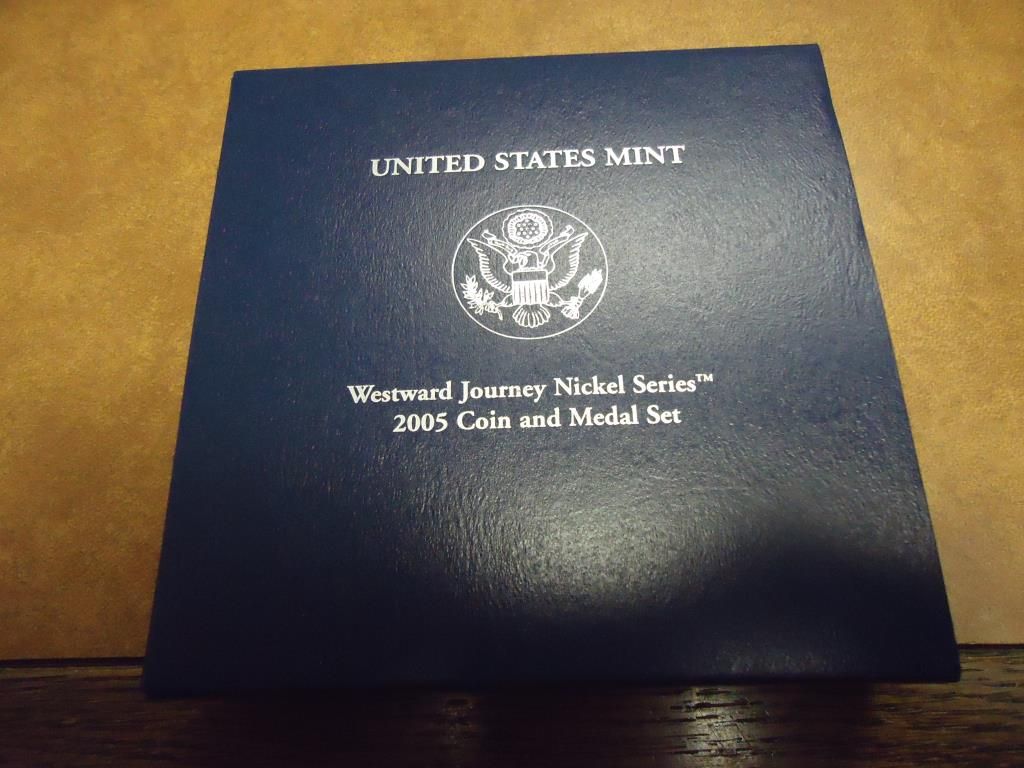 UNITED STATES MINT
Westward Journey Nickel Series™
2005 Coin and Medal Set